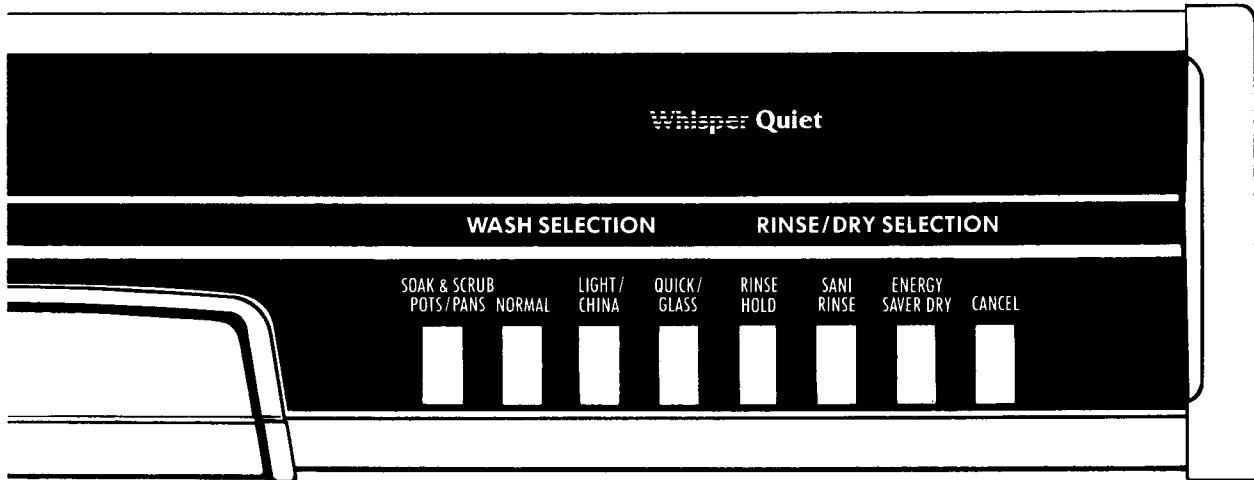 Whisper Quiet
WASH SELECTION RINSE/DRY SELECTION
SOAK & SCRUB
POTS/PANS
NORMAL
LIGHT/
CHINA
QUICK/
GLASS
RINSE
HOLD
SANI
RINSE
ENERGY
SAVER DRY
CANCEL